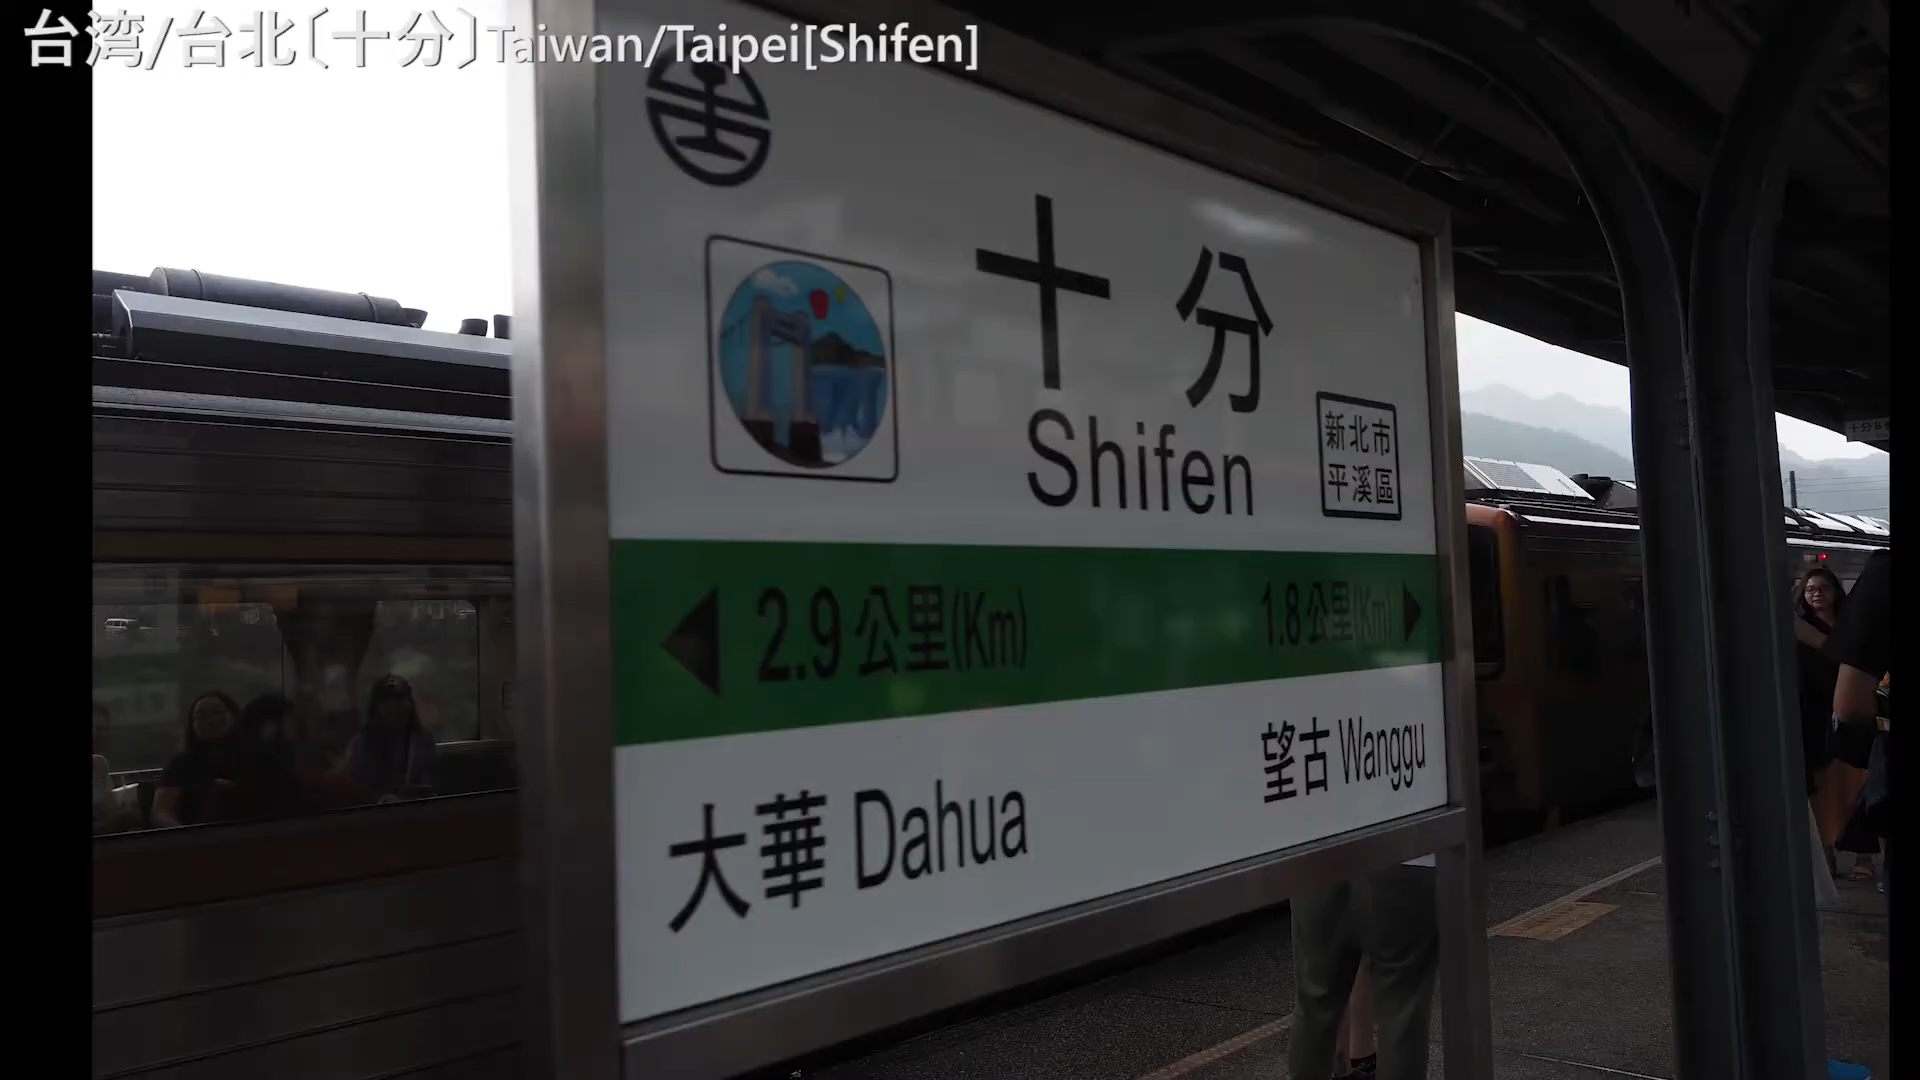 台湾/台北〔十分〕Taiwan/Taipei[Shifen]
十分
Shifen
新北市
平溪區
2.9公里(Km)
1.8公里(Km)
大華 Dahua
望古 Wanggu